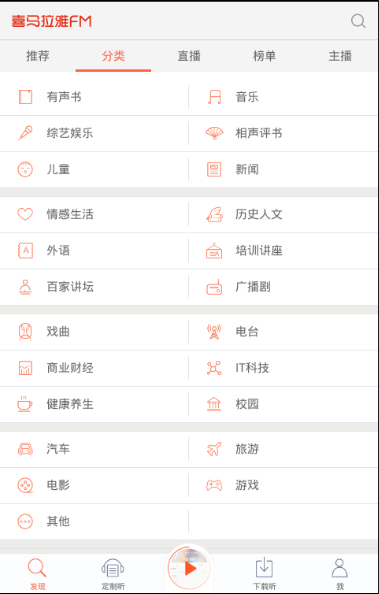 喜马拉雅FM
推荐 分类 直播 榜单 主播
有声书 音乐
综艺娱乐 相声评书
儿童 新闻
情感生活 历史人文
外语 培训讲座
百家讲坛 广播剧
戏曲 电台
商业财经 IT科技
健康养生 校园
汽车 旅游
电影 游戏
其他
发现 定制听 下载听 我